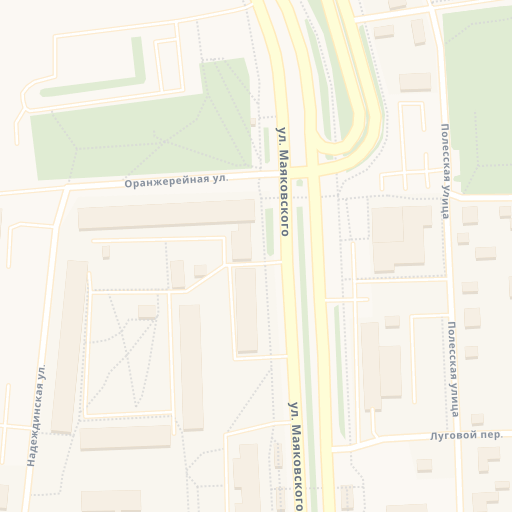 ул. Маяковского
Полесская улица
Оранжерейная ул.
Полесская улица
Надеждинская ул.
ул. Маяковского
Луговой пер.